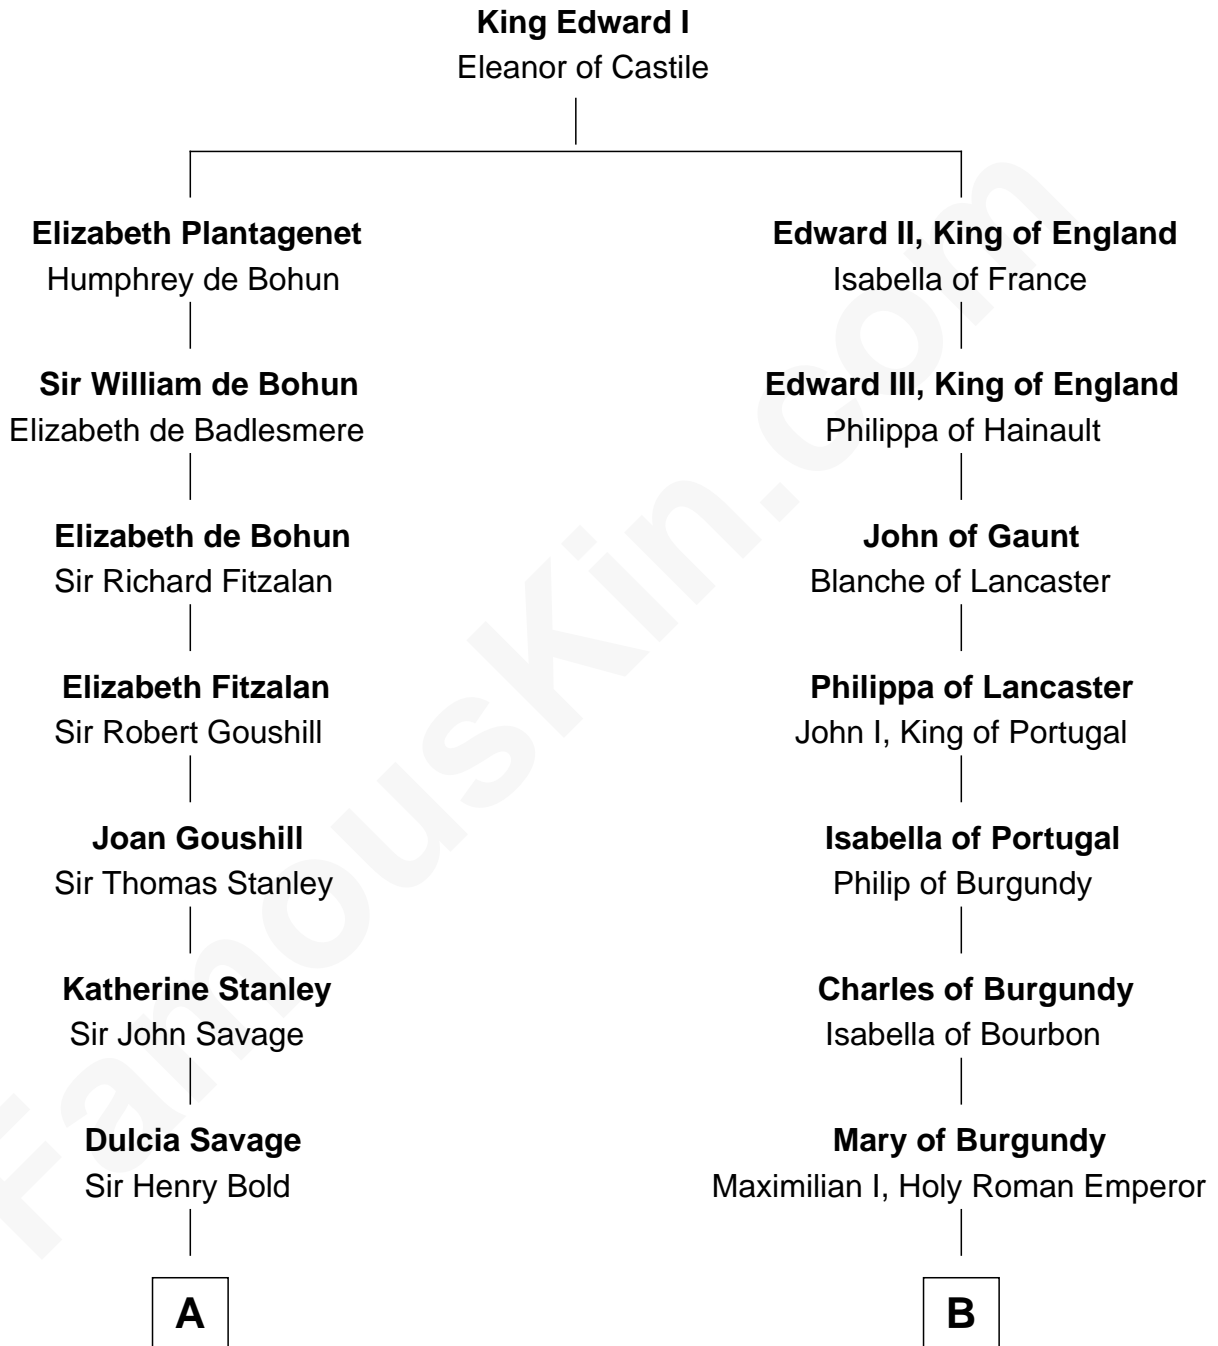 King Edward I
Eleanor of Castile
Elizabeth Plantagenet
Humphrey de Bohun
Sir William de Bohun
Elizabeth de Badlesmere
Elizabeth de Bohun
Sir Richard Fitzalan
Elizabeth Fitzalan
Sir Robert Goushill
Joan Goushill
Sir Thomas Stanley
Katherine Stanley
Sir John Savage
Dulcia Savage
Sir Henry Bold
A
Edward II, King of England
Isabella of France
Edward III, King of England
Philippa of Hainault
John of Gaunt
Blanche of Lancaster
Philippa of Lancaster
John I, King of Portugal
Isabella of Portugal
Philip of Burgundy
Charles of Burgundy
Isabella of Bourbon
Mary of Burgundy
Maximilian I, Holy Roman Emperor
B
FamousKin.com